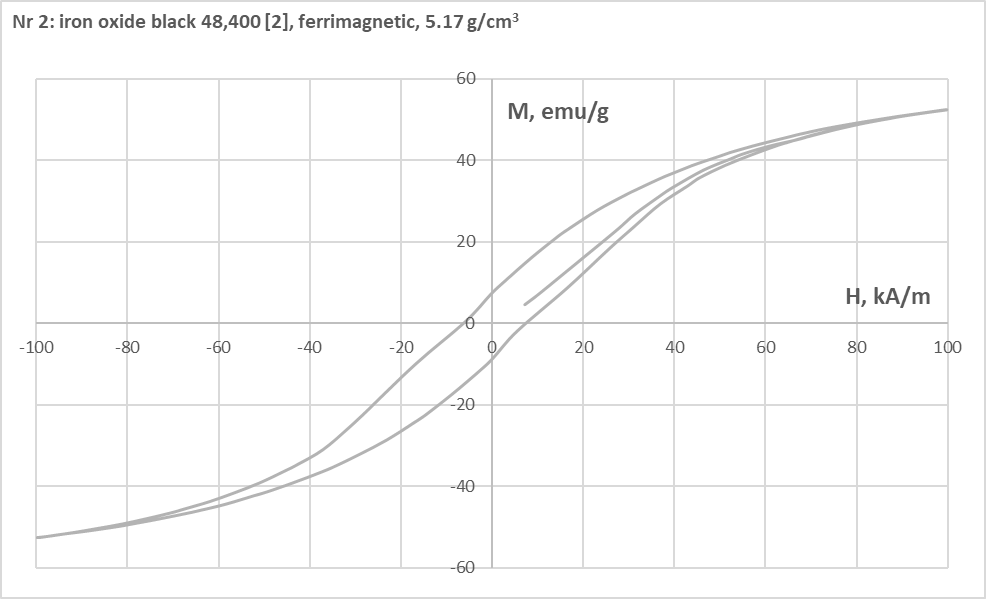 Nr 2: iron oxide black 48,400 [2], ferrimagnetic, 5.17 g/cm³
60
M, emu/g
40
20
H, kA/m
0
-100 -80 -60 -40 -20 0 20 40 60 80 100
-20
-40
-60